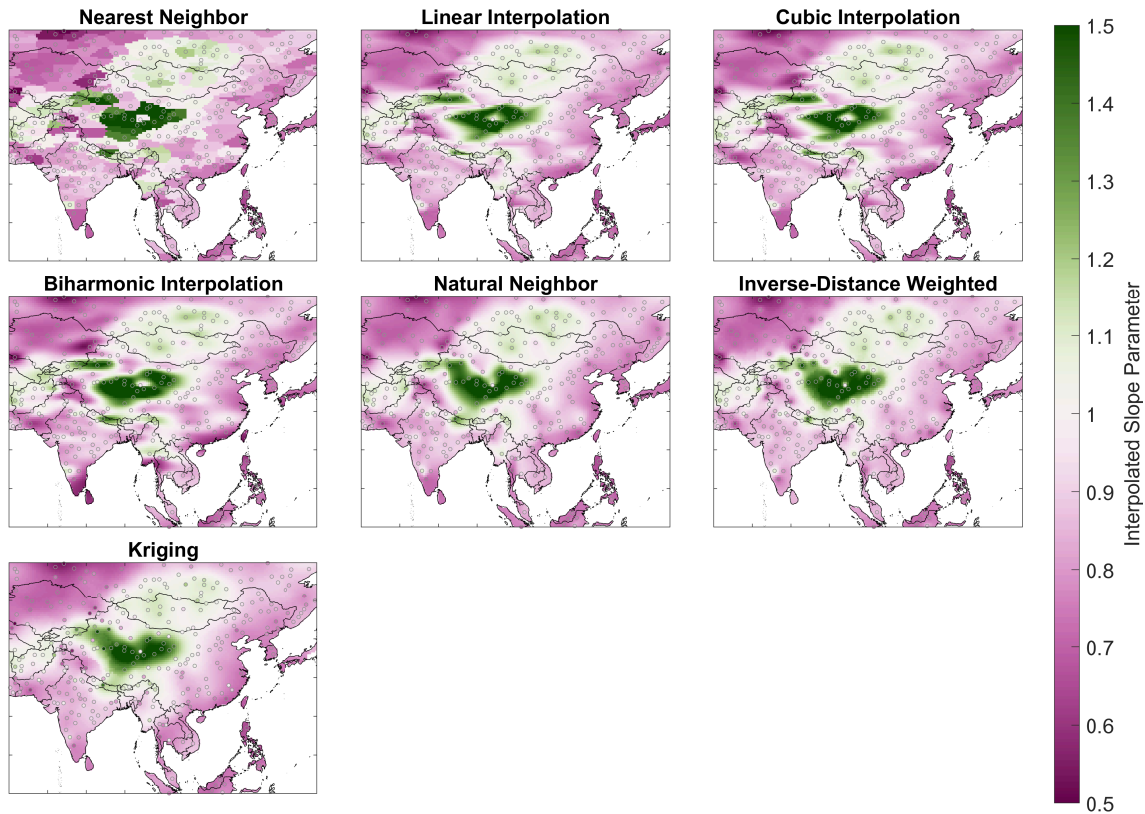 Nearest Neighbor
Linear Interpolation
Cubic Interpolation
Biharmonic Interpolation
Natural Neighbor
Inverse-Distance Weighted
Kriging
1.5
1.4
1.3
1.2
1.1
1
0.9
0.8
0.7
0.6
0.5
Interpolated Slope Parameter